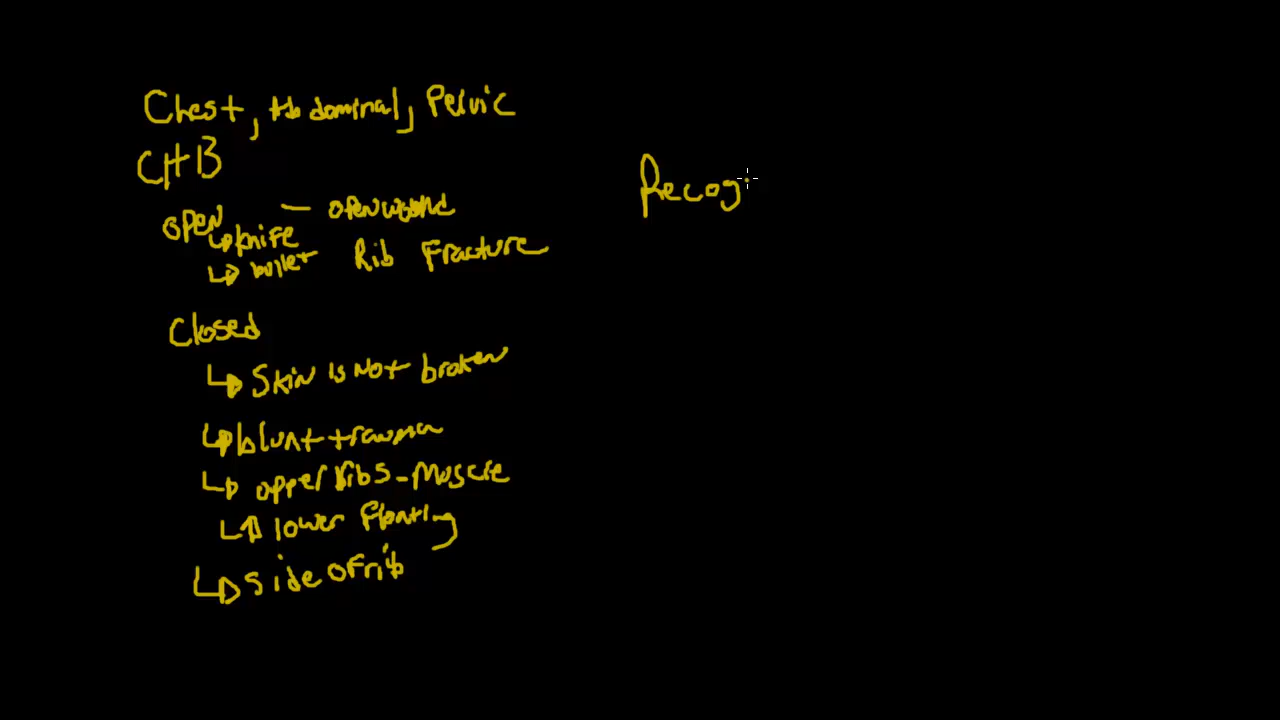 Chest, Abdominal, Pelvic
CH13
open — open wound
↳ knife
↳ bullet Rib Fracture
Closed
↳ Skin is Not broken
↳ blunt trauma
↳ upper Ribs - Muscle
↳ lower floating
↳ side of rib
Recog